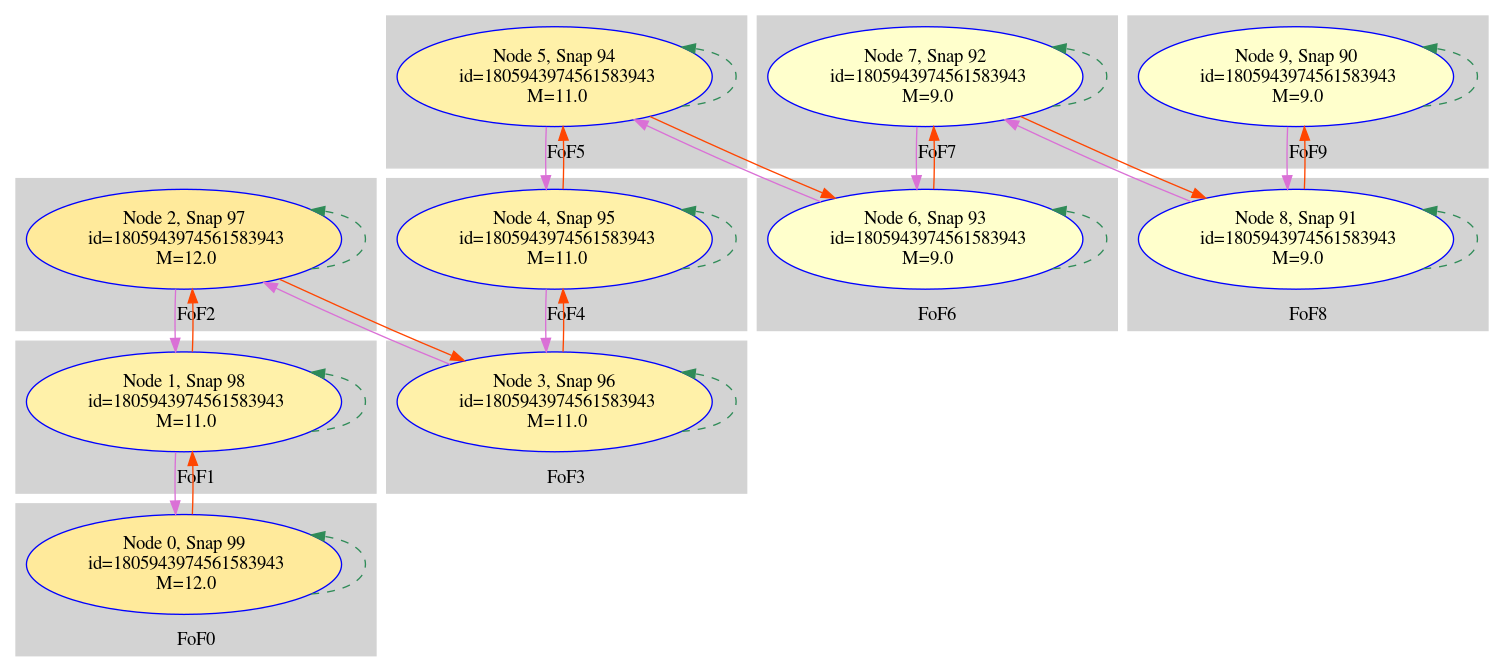 Node 5, Snap 94
id=1805943974561583943
M=11.0
FoF5
Node 7, Snap 92
id=1805943974561583943
M=9.0
FoF7
Node 9, Snap 90
id=1805943974561583943
M=9.0
FoF9
Node 2, Snap 97
id=1805943974561583943
M=12.0
FoF2
Node 4, Snap 95
id=1805943974561583943
M=11.0
FoF4
Node 6, Snap 93
id=1805943974561583943
M=9.0
FoF6
Node 8, Snap 91
id=1805943974561583943
M=9.0
FoF8
Node 1, Snap 98
id=1805943974561583943
M=11.0
FoF1
Node 3, Snap 96
id=1805943974561583943
M=11.0
FoF3
Node 0, Snap 99
id=1805943974561583943
M=12.0
FoF0